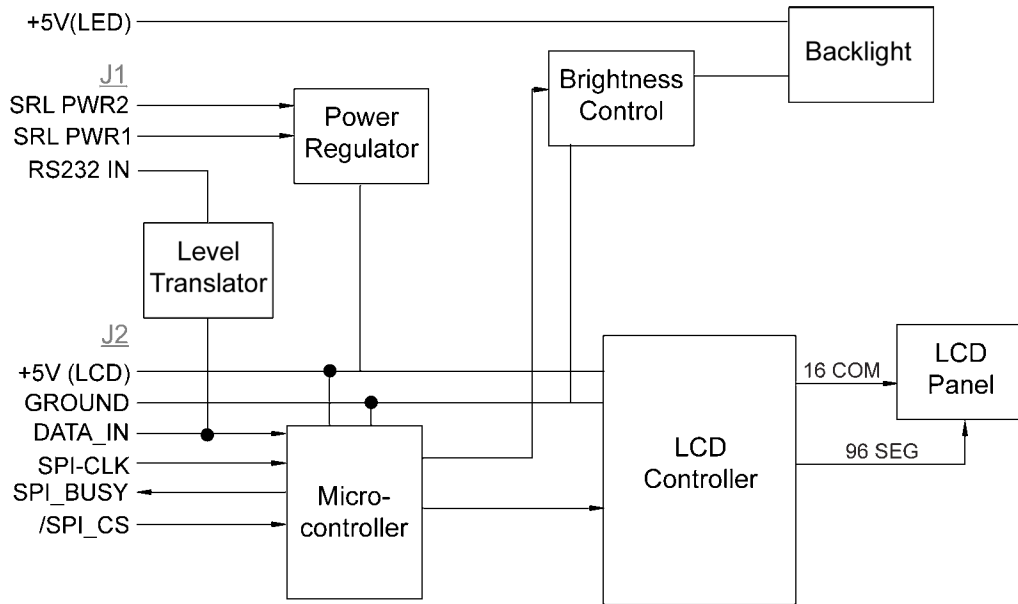 +5V(LED)
J1
SRL PWR2
SRL PWR1
RS232 IN
Power
Regulator
Brightness
Control
Backlight
Level
Translator
J2
+5V (LCD)
GROUND
DATA_IN
SPI-CLK
SPI_BUSY
/SPI_CS
Micro-
controller
LCD
Controller
16 COM
96 SEG
LCD
Panel